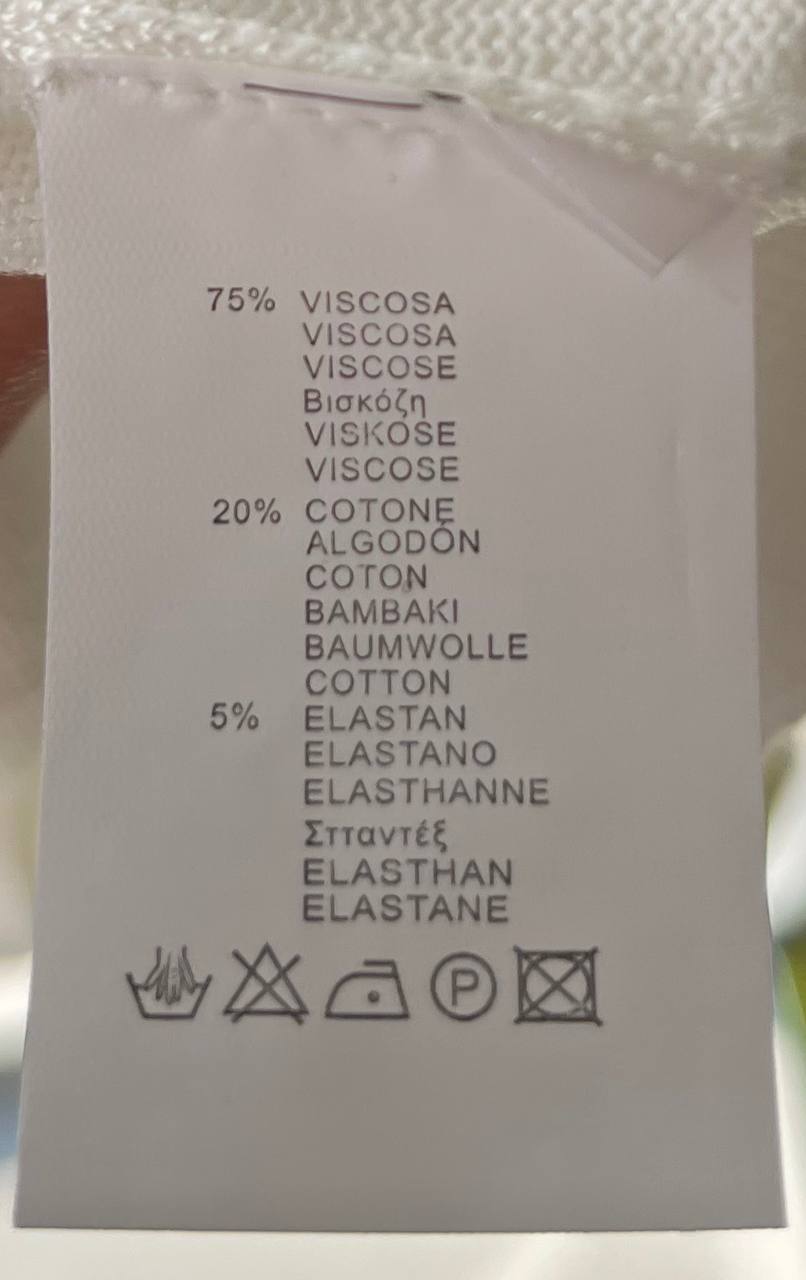 75% VISCOSA
VISCOSA
VISCOSE
Βισκόζη
VISKOSE
VISCOSE
20% COTONE
ALGODÓN
COTON
BAMBAKI
BAUMWOLLE
COTTON
5% ELASTAN
ELASTANO
ELASTHANNE
Σπαντέξ
ELASTHAN
ELASTANE
P